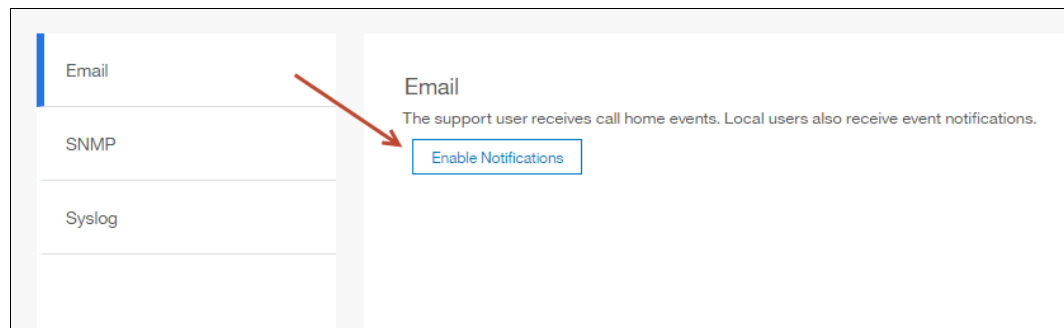 Email
SNMP
Syslog
Email
The support user receives call home events. Local users also receive event notifications.
Enable Notifications